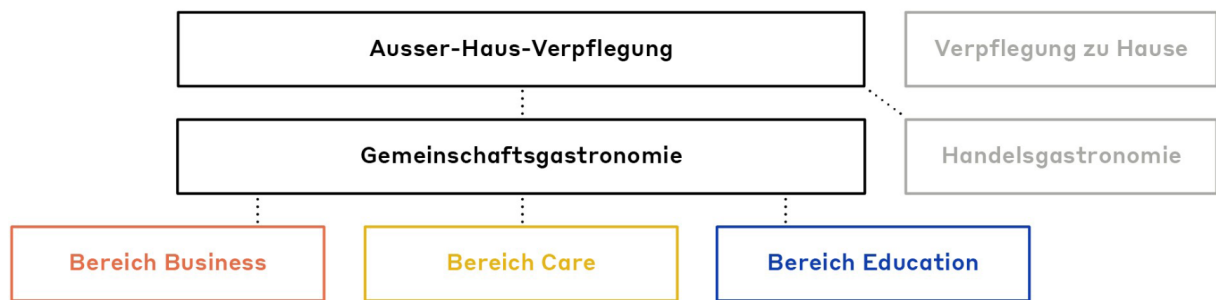 Ausser-Haus-Verpflegung
Verpflegung zu Hause
Gemeinschaftsgastronomie
Handelsgastronomie
Bereich Business
Bereich Care
Bereich Education